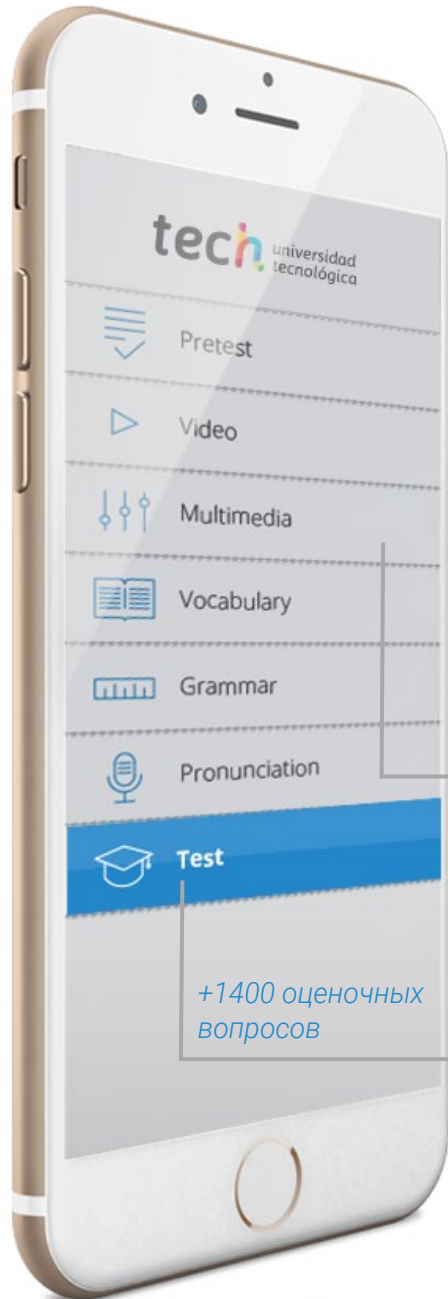 tech universidad
tecnológica
Pretest
Video
Multimedia
Vocabulary
Grammar
Pronunciation
Test
+1400 оценочных
вопросов